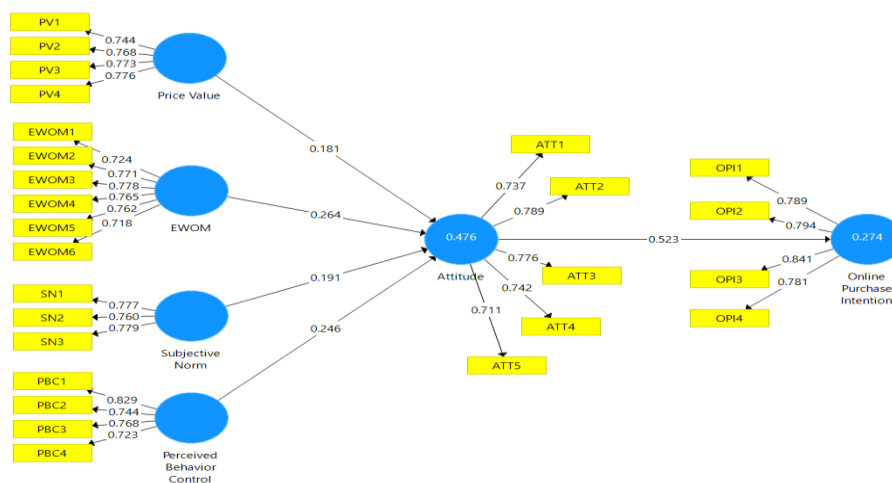 PV1
PV2
PV3
PV4
0.744
0.768
0.773
0.776
Price Value
EWOM1
EWOM2
EWOM3
EWOM4
EWOM5
EWOM6
0.724
0.771
0.778
0.765
0.762
0.718
EWOM
SN1
SN2
SN3
0.777
0.760
0.779
Subjective
Norm
PBC1
PBC2
PBC3
PBC4
0.829
0.744
0.768
0.723
Perceived
Behavior
Control
0.181
0.264
0.191
0.246
0.476
Attitude
ATT1
ATT2
ATT3
ATT4
ATT5
0.737
0.789
0.776
0.742
0.711
0.523
OPI1
OPI2
OPI3
OPI4
0.789
0.794
0.841
0.781
0.274
Online
Purchase
Intention